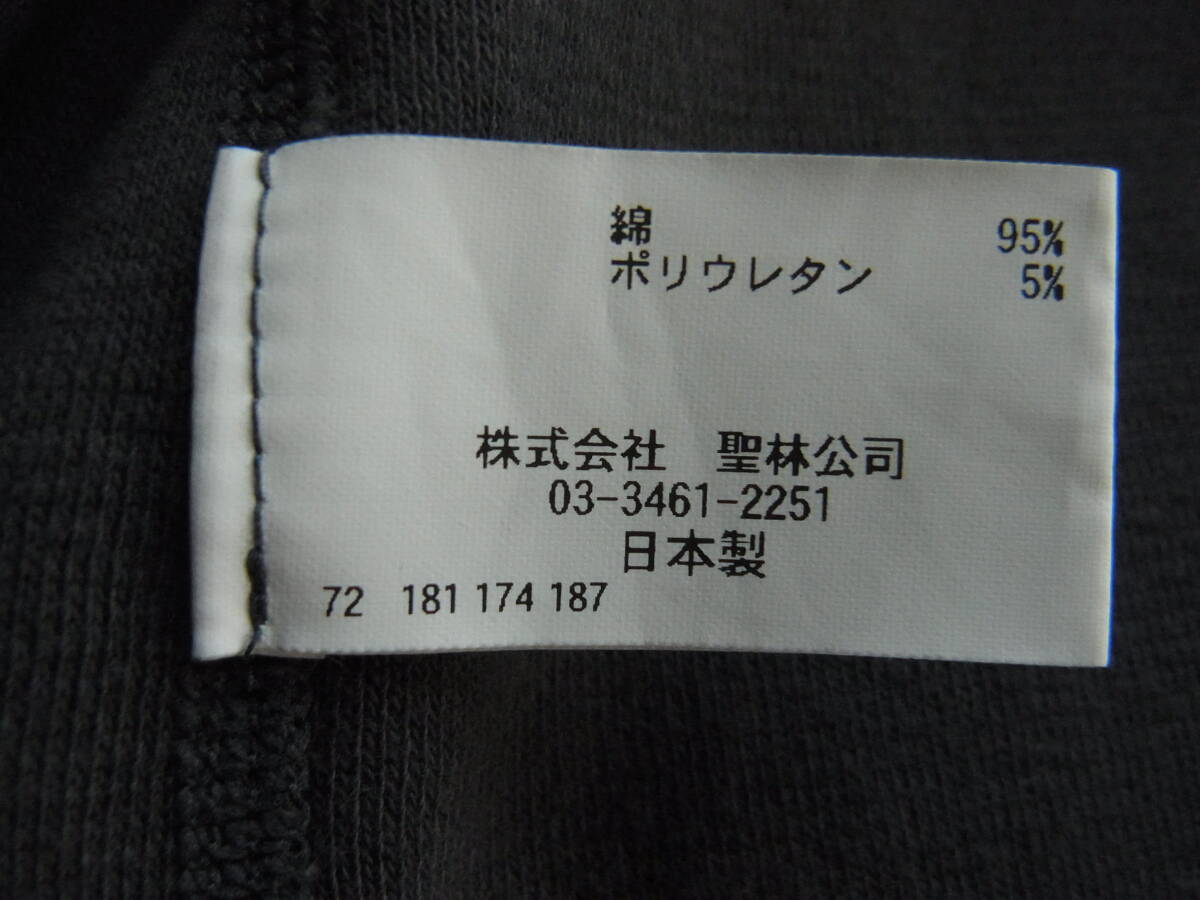 綿 95%
ポリウレタン 5%
株式会社 聖林公司
03-3461-2251
日本製
72 181 174 187